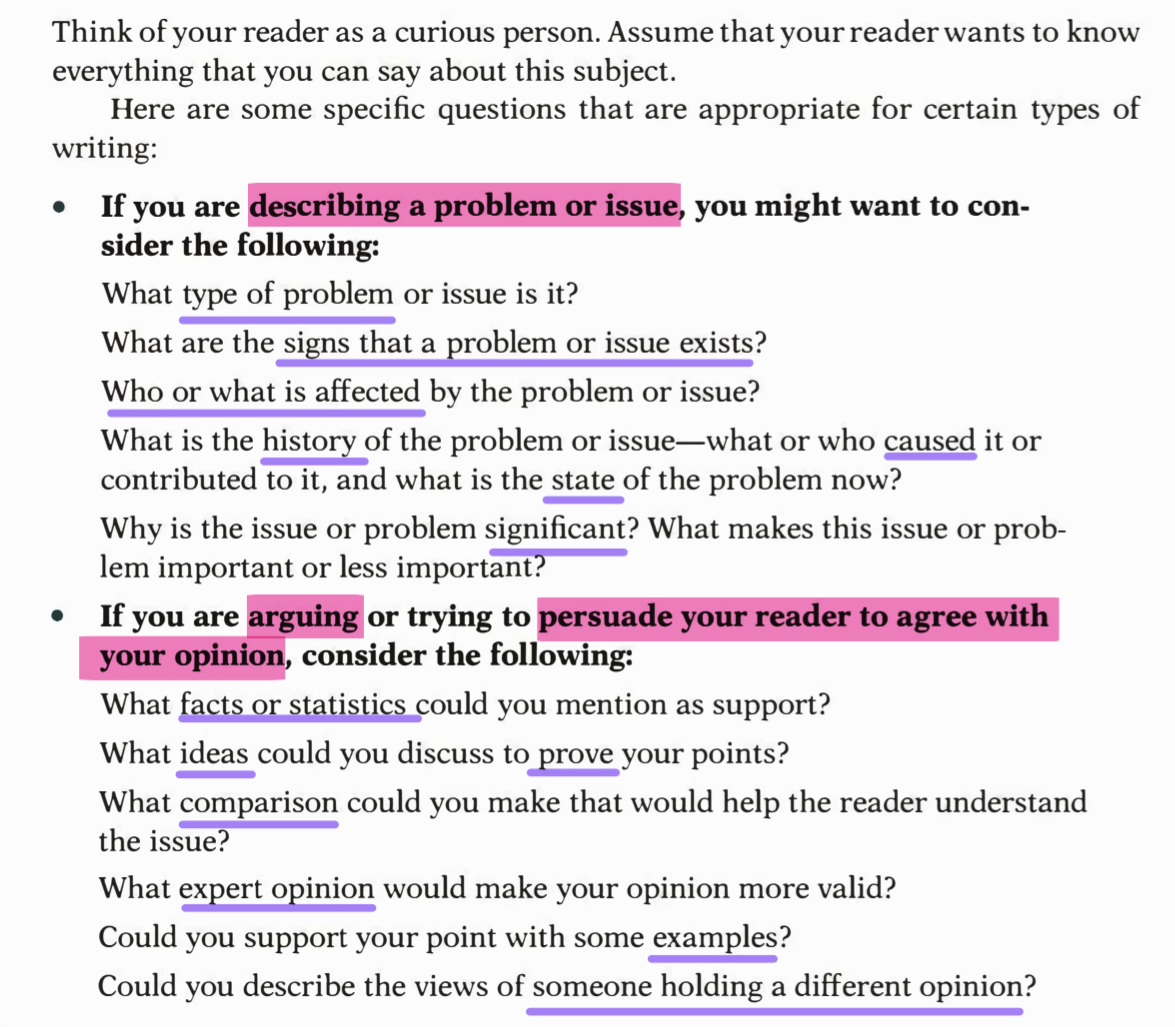 Think of your reader as a curious person. Assume that your reader wants to know
everything that you can say about this subject.
Here are some specific questions that are appropriate for certain types of
writing:
• If you are describing a problem or issue, you might want to con-
sider the following:
What type of problem or issue is it?
What are the signs that a problem or issue exists?
Who or what is affected by the problem or issue?
What is the history of the problem or issue—what or who caused it or
contributed to it, and what is the state of the problem now?
Why is the issue or problem significant? What makes this issue or prob-
lem important or less important?
• If you are arguing or trying to persuade your reader to agree with
your opinion, consider the following:
What facts or statistics could you mention as support?
What ideas could you discuss to prove your points?
What comparison could you make that would help the reader understand
the issue?
What expert opinion would make your opinion more valid?
Could you support your point with some examples?
Could you describe the views of someone holding a different opinion?